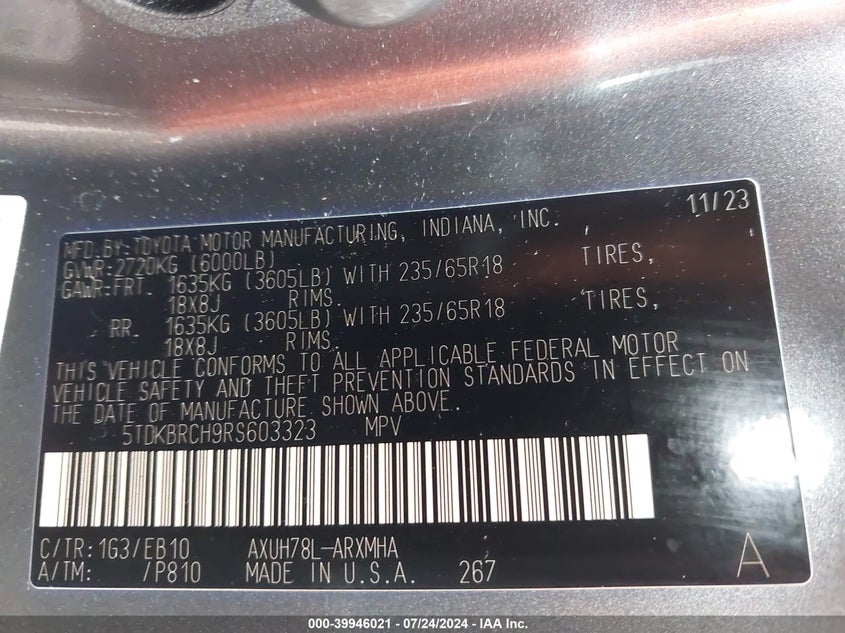 11/23
MFD.BY:TOYOTA MOTOR MANUFACTURING, INDIANA, INC.
GVWR:2720KG (6000LB)
GAWR:FRT. 1635KG (3605LB) WITH 235/65R18 TIRES,
18X8J RIMS.
RR. 1635KG (3605LB) WITH 235/65R18 TIRES,
18X8J RIMS.
THIS VEHICLE CONFORMS TO ALL APPLICABLE FEDERAL MOTOR
VEHICLE SAFETY AND THEFT PREVENTION STANDARDS IN EFFECT ON
THE DATE OF MANUFACTURE SHOWN ABOVE.
5TDKBRCH9RS603323 MPV
C/TR: 1G3/EB10 AXUH78L-ARXMHA
A/TM: /P810 MADE IN U.S.A. 267 A
000-39946021 - 07/24/2024 - IAA Inc.